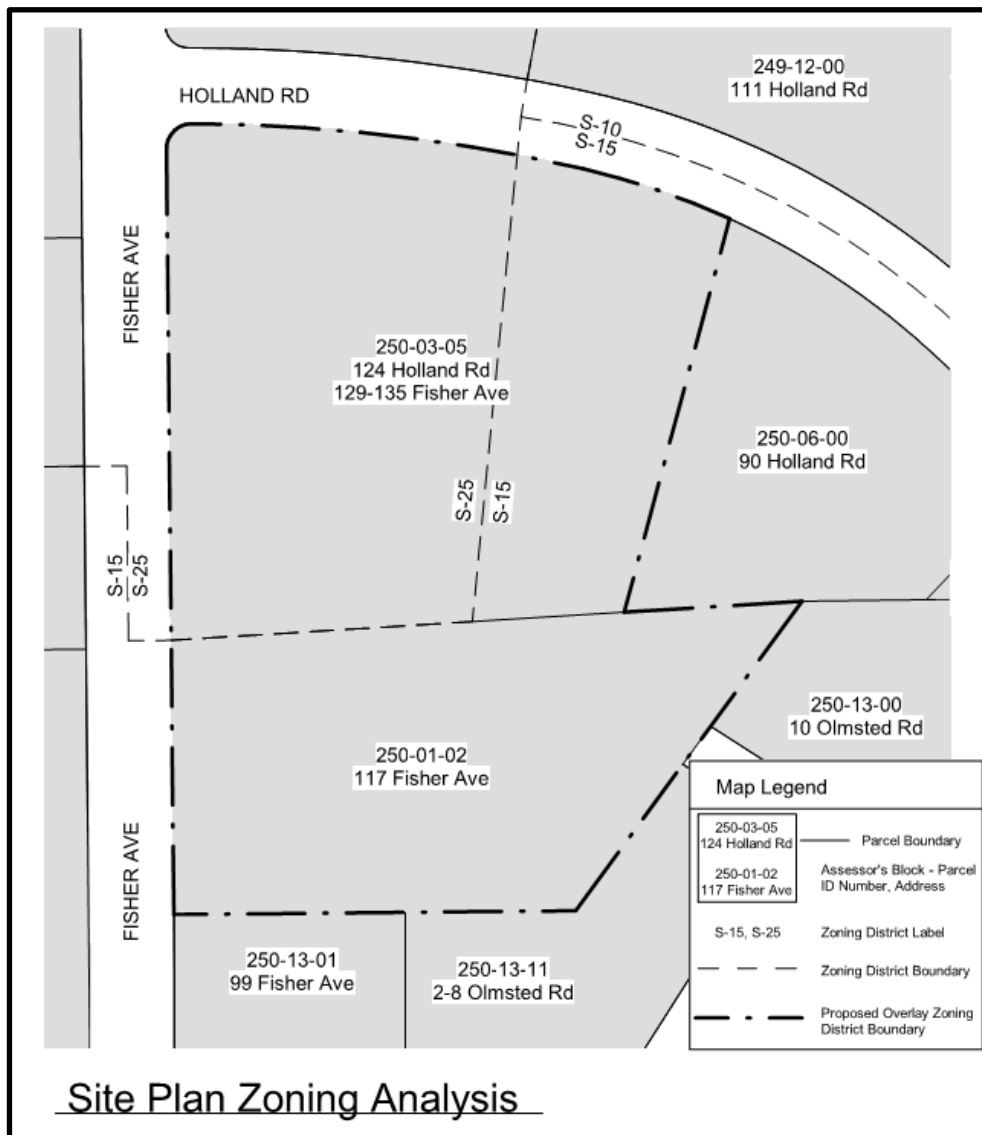 249-12-00
111 Holland Rd
HOLLAND RD
S-10
S-15
FISHER AVE
250-03-05
124 Holland Rd
129-135 Fisher Ave
250-06-00
90 Holland Rd
S-25
S-15
S-15
S-25
250-13-00
10 Olmsted Rd
250-01-02
117 Fisher Ave
FISHER AVE
250-13-01
99 Fisher Ave
250-13-11
2-8 Olmsted Rd
Map Legend
250-03-05
124 Holland Rd
Parcel Boundary
250-01-02
117 Fisher Ave
Assessor's Block - Parcel
ID Number, Address
S-15, S-25
Zoning District Label
Zoning District Boundary
Proposed Overlay Zoning
District Boundary
Site Plan Zoning Analysis